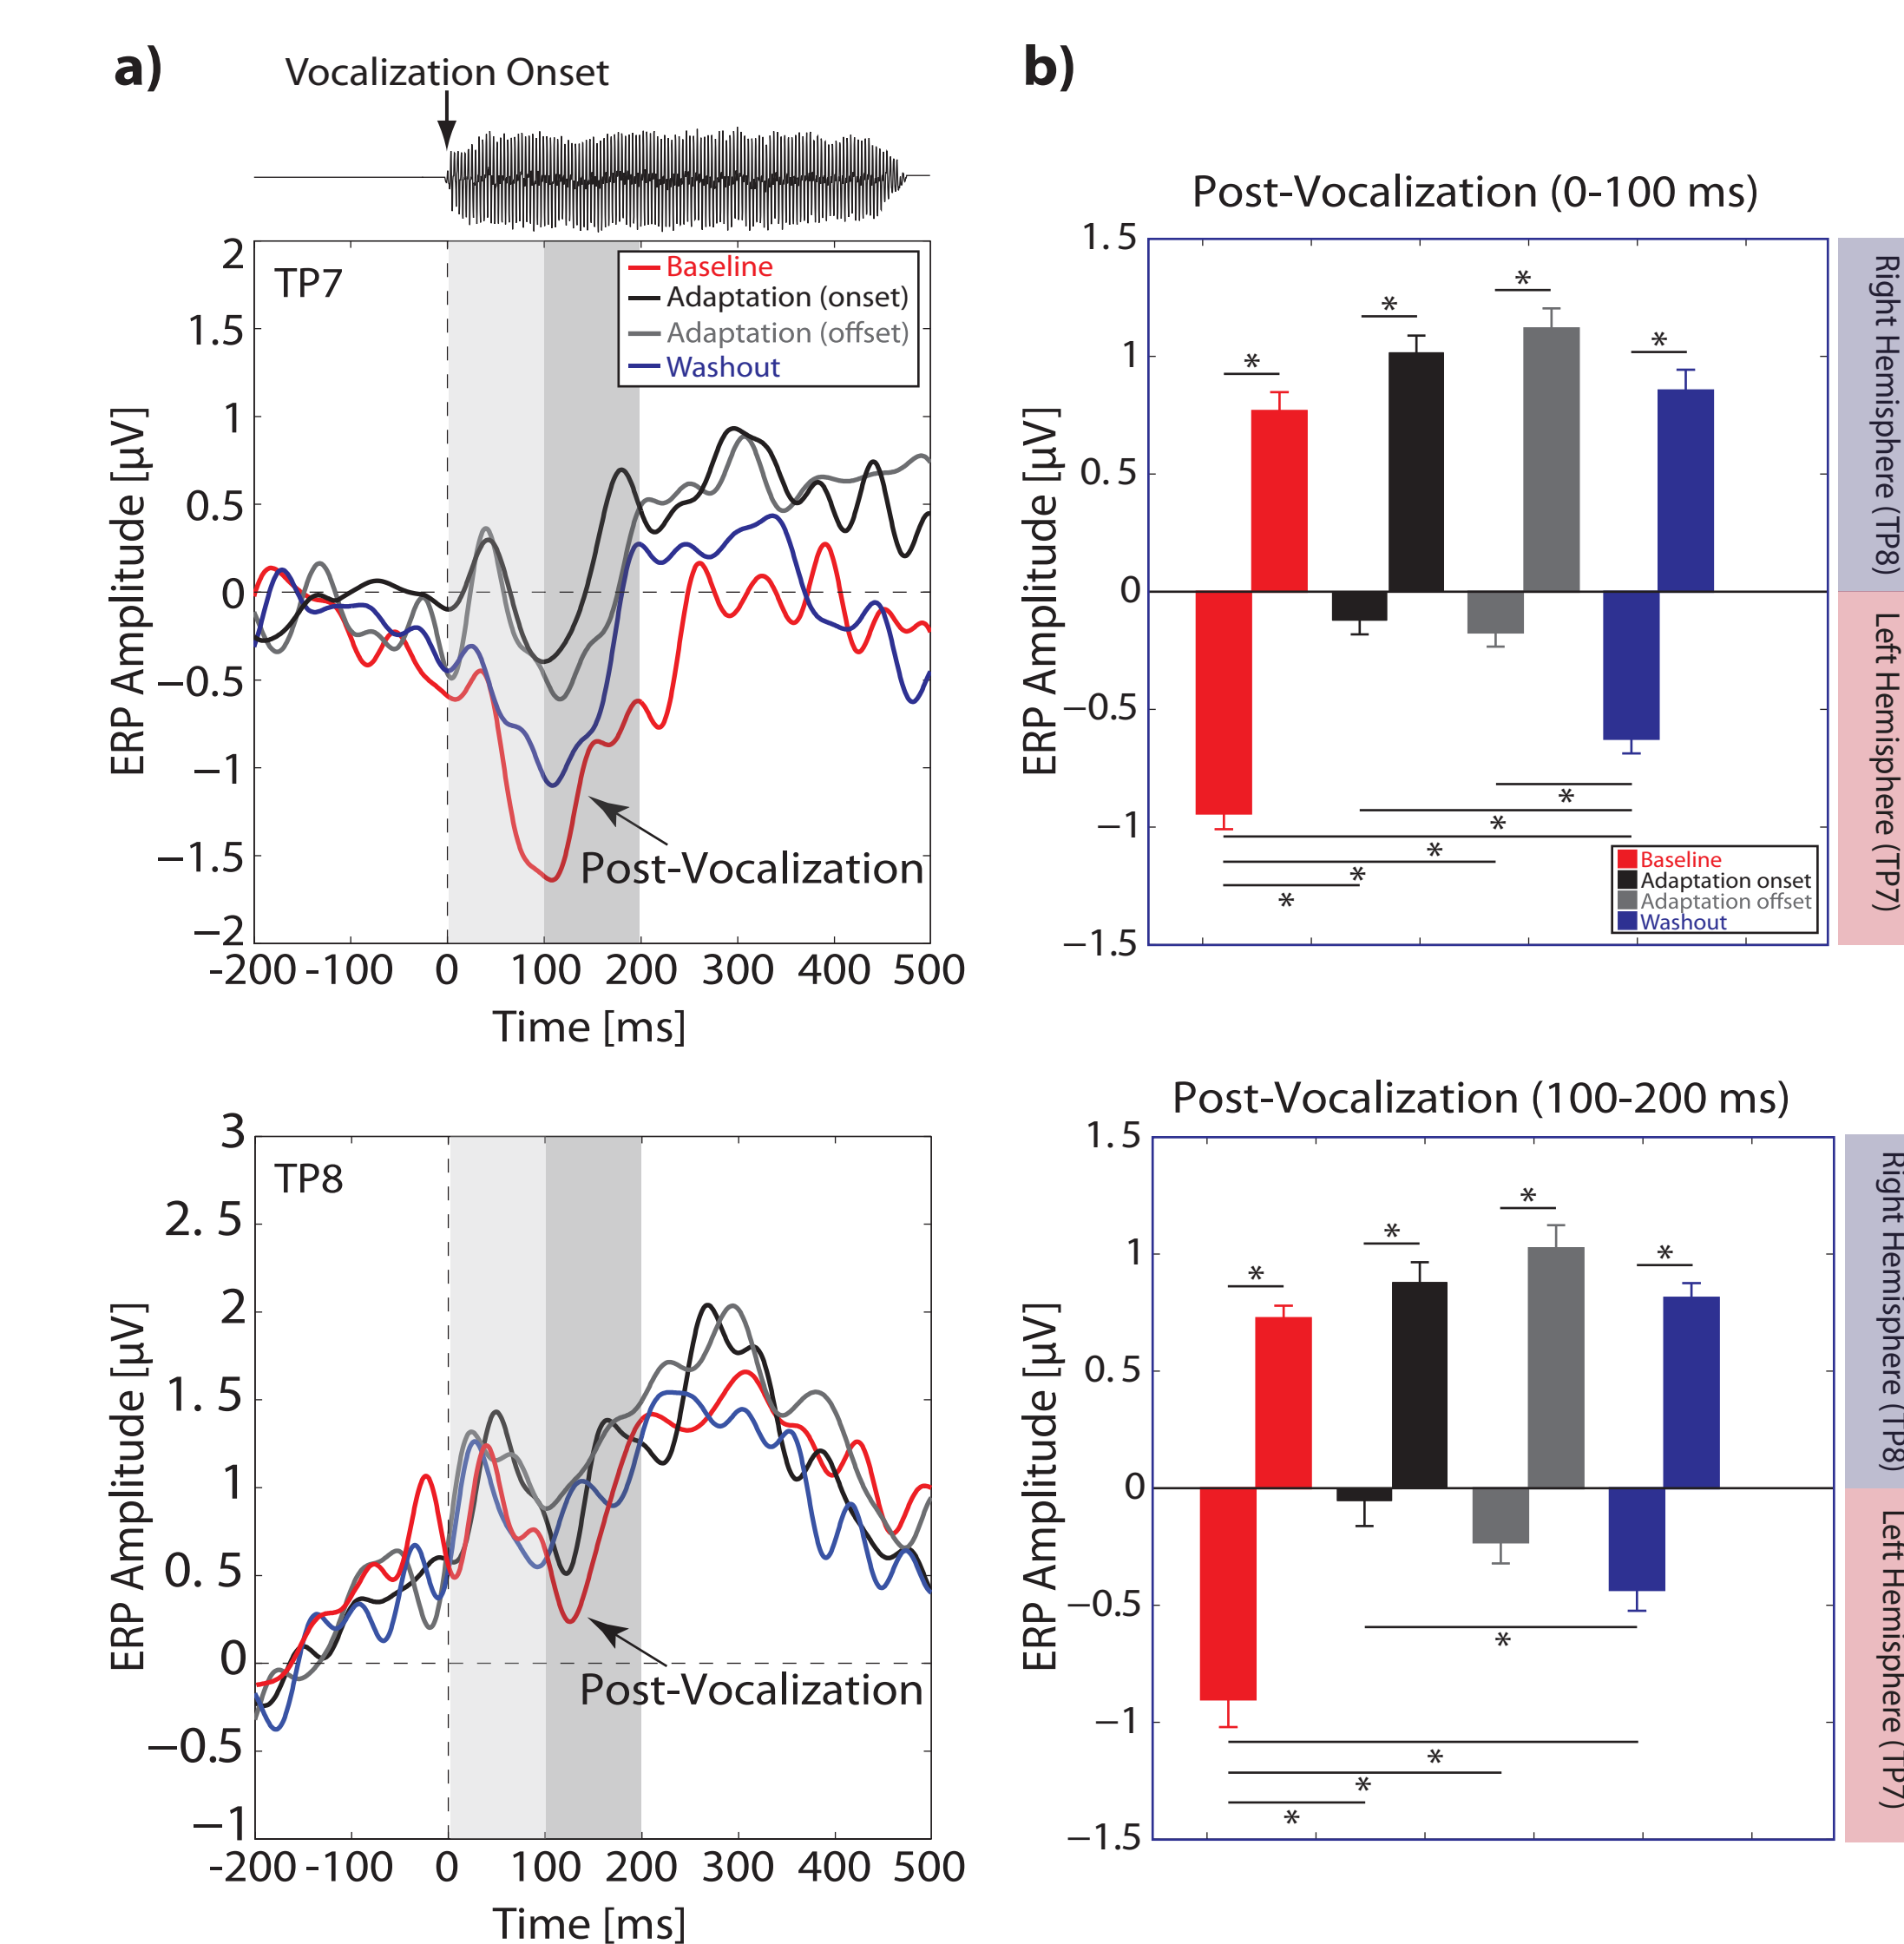 a)
Vocalization Onset
TP7
Baseline
Adaptation (onset)
Adaptation (offset)
Washout
2
1.5
1
0.5
0
−0.5
−1
−1.5
−2
ERP Amplitude [µV]
Post-Vocalization
-200 -100 0 100 200 300 400 500
Time [ms]
TP8
3
2. 5
2
1. 5
1
0. 5
0
−0.5
−1
ERP Amplitude [µV]
Post-Vocalization
-200 -100 0 100 200 300 400 500
Time [ms]
b)
Post-Vocalization (0-100 ms)
1. 5
1
0. 5
0
−0.5
−1
−1.5
ERP Amplitude [µV]
* * * *
*
*
*
*
*
Baseline
Adaptation onset
Adaptation offset
Washout
Right Hemisphere (TP8)
Left Hemisphere (TP7)
Post-Vocalization (100-200 ms)
1. 5
1
0. 5
0
−0.5
−1
−1.5
ERP Amplitude [µV]
* * * *
*
*
*
*
Right Hemisphere (TP8)
Left Hemisphere (TP7)